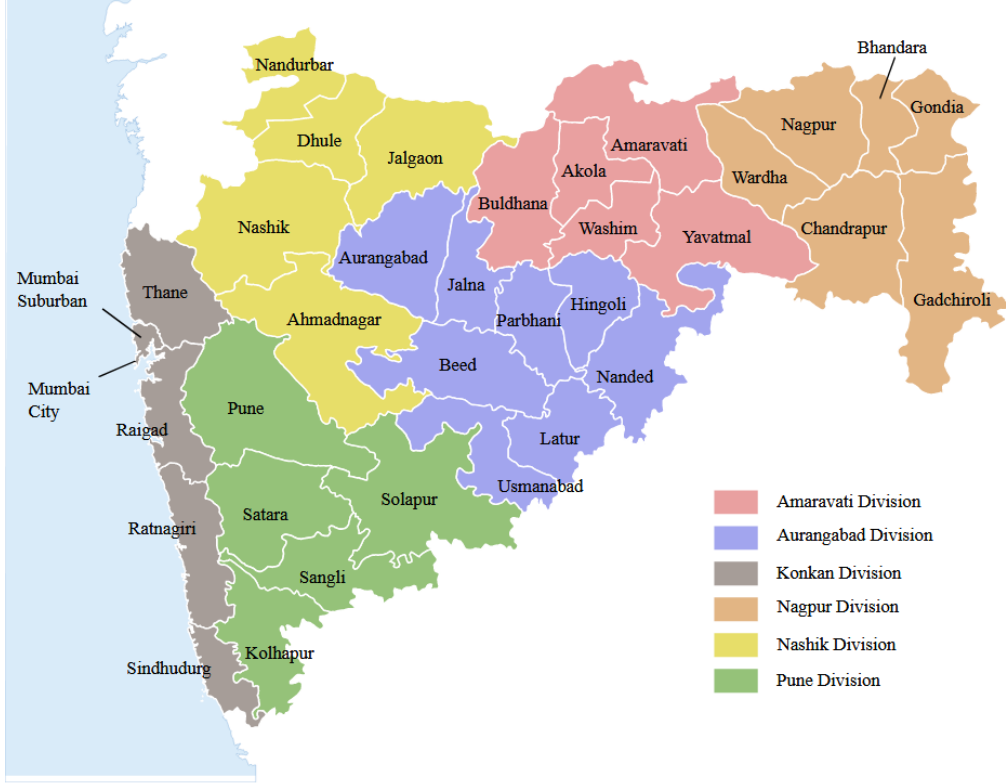 Nandurbar
Bhandara
Gondia
Nagpur
Dhule
Amaravati
Jalgaon
Akola
Wardha
Buldhana
Nashik
Washim
Yavatmal
Chandrapur
Aurangabad
Mumbai
Suburban
Thane
Jalna
Hingoli
Gadchiroli
Ahmadnagar
Parbhani
Beed
Nanded
Mumbai
City
Pune
Raigad
Latur
Usmanabad
Solapur
Satara
Ratnagiri
Sangli
Kolhapur
Sindhudurg
Amaravati Division
Aurangabad Division
Konkan Division
Nagpur Division
Nashik Division
Pune Division